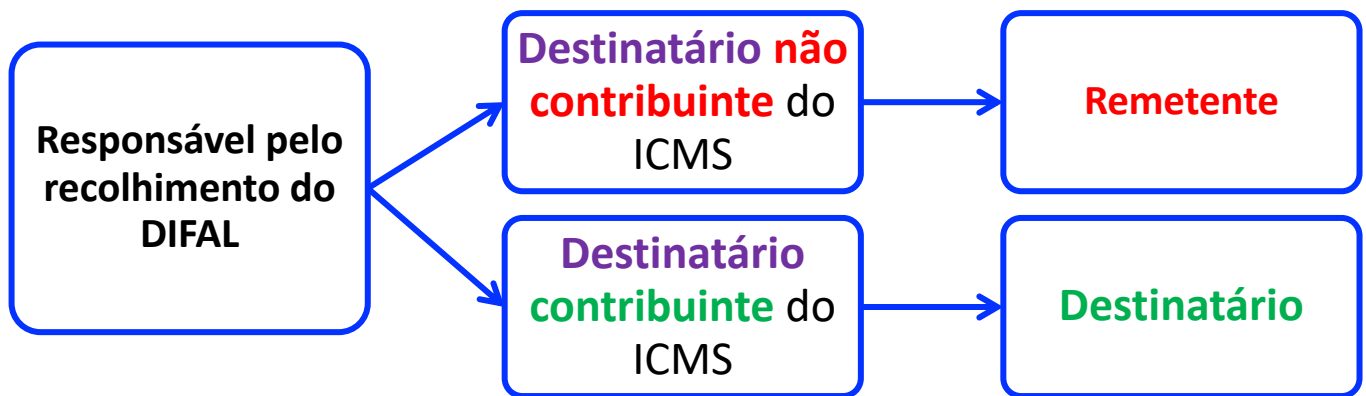 Responsável pelo
recolhimento do
DIFAL
Destinatário não
contribuinte do
ICMS
Remetente
Destinatário
contribuinte do
ICMS
Destinatário